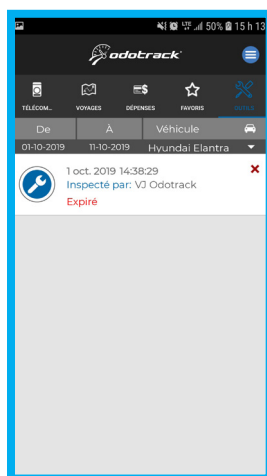 50% 15 h 13
odotrack
TÉLÉCOM... VOYAGES DÉPENSES FAVORIS OUTILS
De À Véhicule
01-10-2019 11-10-2019 Hyundai Elantra
1 oct. 2019 14:38:29
Inspecté par: VJ Odotrack
Expiré